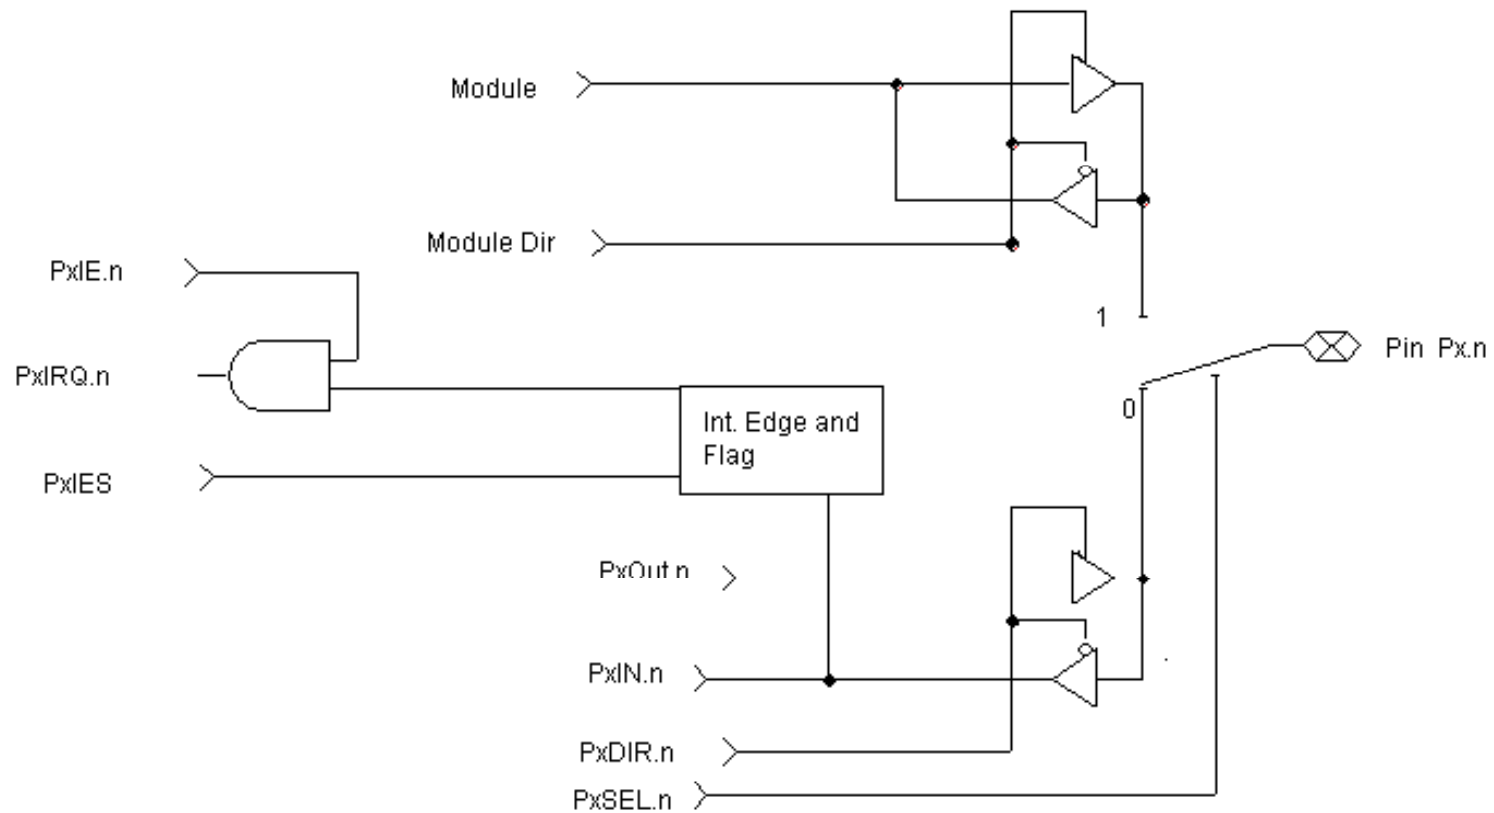 Module
Module Dir
PxIE.n
1
Pin Px.n
PxIRQ.n
0
Int. Edge and
Flag
PxIES
PxOut.n
PxIN.n
PxDIR.n
PxSEL.n